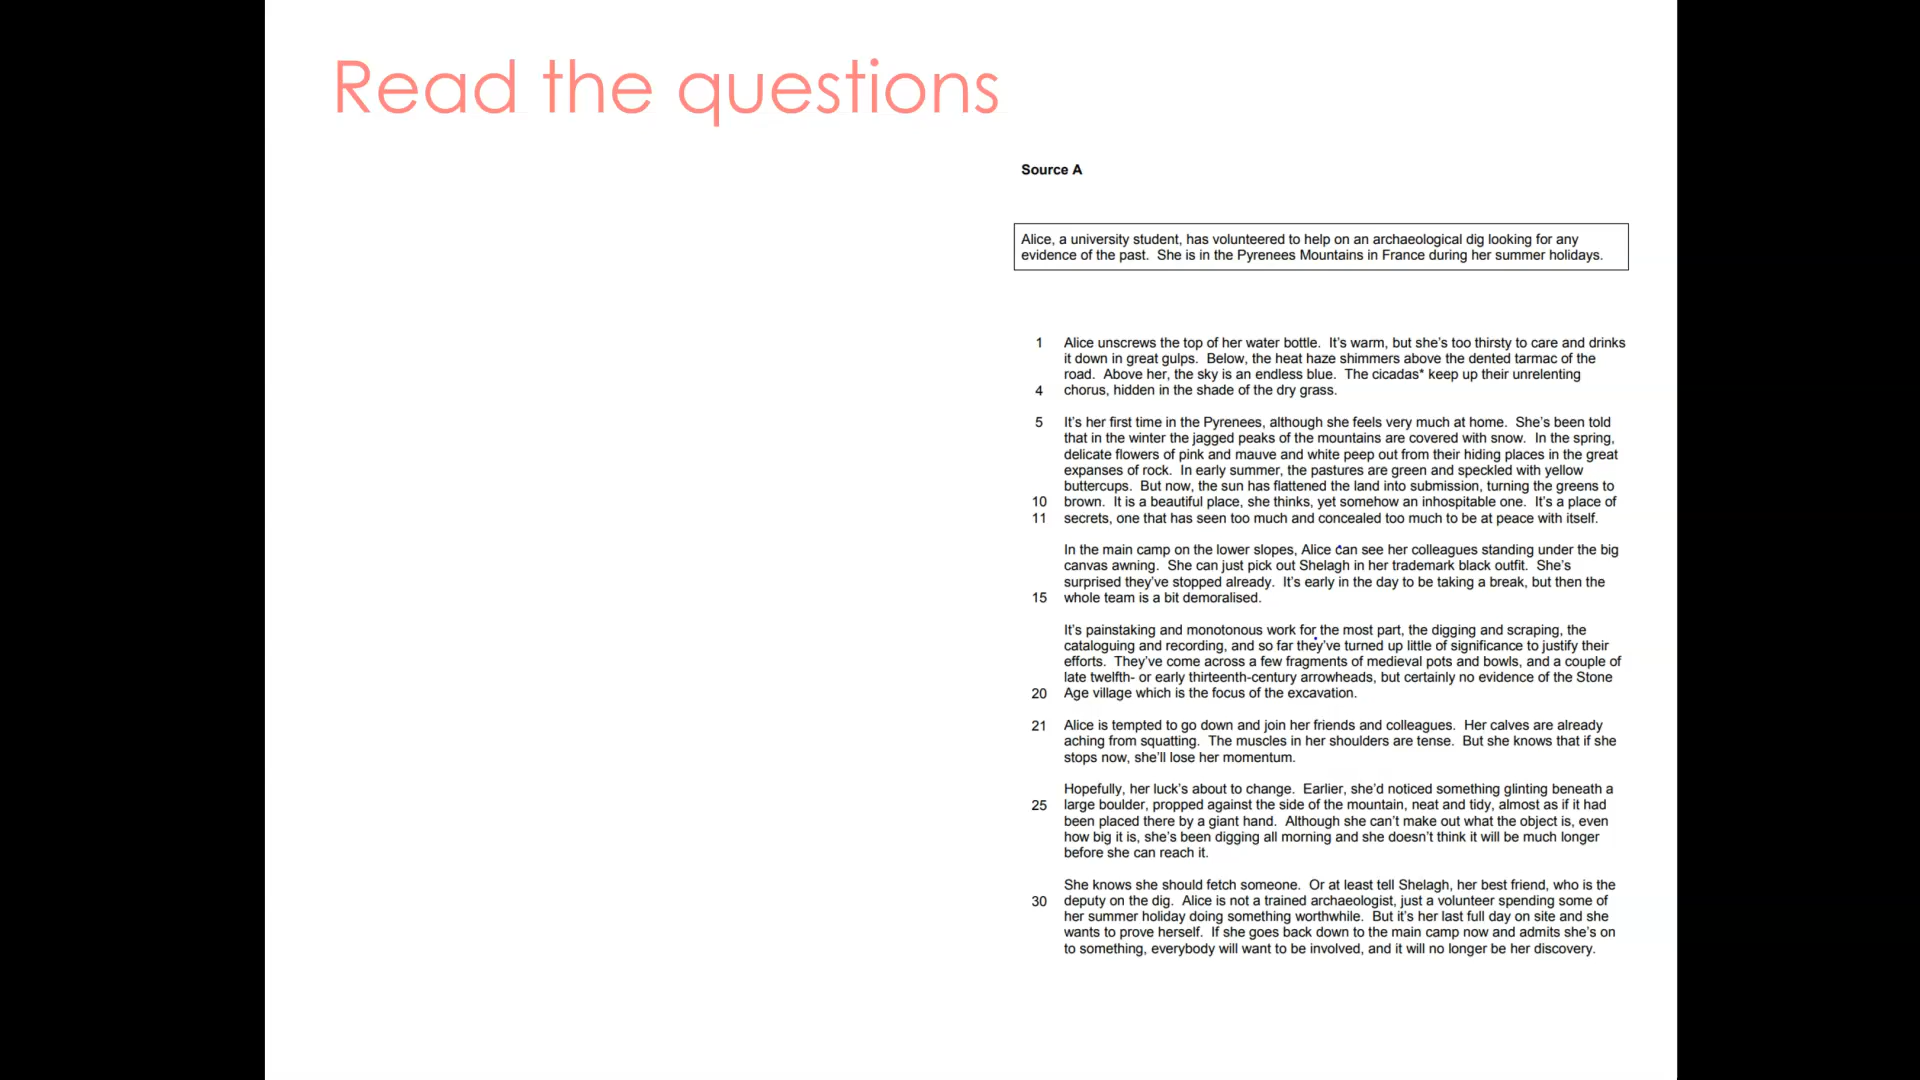 Read the questions
Source A
Alice, a university student, has volunteered to help on an archaeological dig looking for any
evidence of the past. She is in the Pyrenees Mountains in France during her summer holidays.
1 Alice unscrews the top of her water bottle. It's warm, but she's too thirsty to care and drinks
it down in great gulps. Below, the heat haze shimmers above the dented tarmac of the
road. Above her, the sky is an endless blue. The cicadas* keep up their unrelenting
4 chorus, hidden in the shade of the dry grass.
5 It's her first time in the Pyrenees, although she feels very much at home. She's been told
that in the winter the jagged peaks of the mountains are covered with snow. In the spring,
delicate flowers of pink and mauve and white peep out from their hiding places in the great
expanses of rock. In early summer, the pastures are green and speckled with yellow
buttercups. But now, the sun has flattened the land into submission, turning the greens to
10 brown. It is a beautiful place, she thinks, yet somehow an inhospitable one. It's a place of
11 secrets, one that has seen too much and concealed too much to be at peace with itself.
In the main camp on the lower slopes, Alice can see her colleagues standing under the big
canvas awning. She can just pick out Shelagh in her trademark black outfit. She's
surprised they've stopped already. It's early in the day to be taking a break, but then the
15 whole team is a bit demoralised.
It's painstaking and monotonous work for the most part, the digging and scraping, the
cataloguing and recording, and so far they've turned up little of significance to justify their
efforts. They've come across a few fragments of medieval pots and bowls, and a couple of
late twelfth- or early thirteenth-century arrowheads, but certainly no evidence of the Stone
20 Age village which is the focus of the excavation.
21 Alice is tempted to go down and join her friends and colleagues. Her calves are already
aching from squatting. The muscles in her shoulders are tense. But she knows that if she
stops now, she'll lose her momentum.
Hopefully, her luck's about to change. Earlier, she'd noticed something glinting beneath a
25 large boulder, propped against the side of the mountain, neat and tidy, almost as if it had
been placed there by a giant hand. Although she can't make out what the object is, even
how big it is, she's been digging all morning and she doesn't think it will be much longer
before she can reach it.
She knows she should fetch someone. Or at least tell Shelagh, her best friend, who is the
30 deputy on the dig. Alice is not a trained archaeologist, just a volunteer spending some of
her summer holiday doing something worthwhile. But it's her last full day on site and she
wants to prove herself. If she goes back down to the main camp now and admits she's on
to something, everybody will want to be involved, and it will no longer be her discovery.